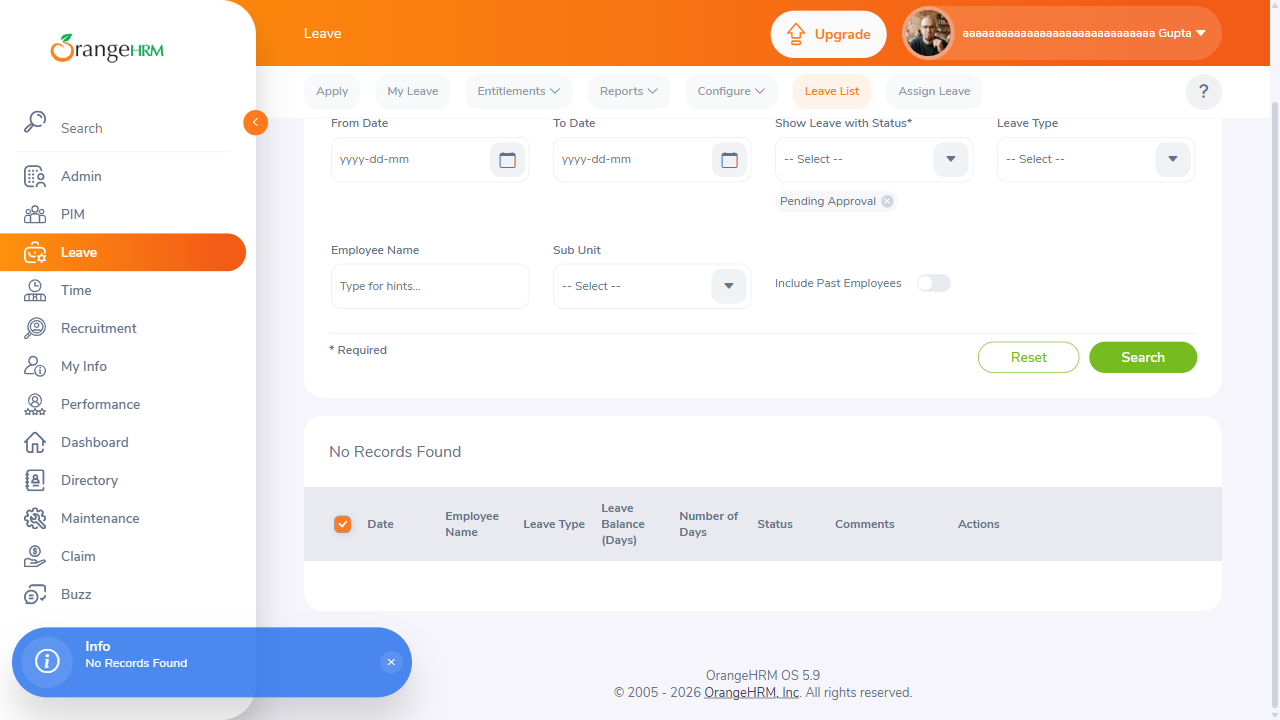 OrangeHRM
Leave
Upgrade
aaaaaaaaaaaaaaaaaaaaaaaaaaaaaa Gupta
Apply
My Leave
Entitlements
Reports
Configure
Leave List
Assign Leave
?
Search
Admin
PIM
Leave
Time
Recruitment
My Info
Performance
Dashboard
Directory
Maintenance
Claim
Buzz
From Date
To Date
Show Leave with Status*
Leave Type
yyyy-dd-mm
yyyy-dd-mm
-- Select --
-- Select --
Pending Approval
Employee Name
Sub Unit
Type for hints...
-- Select --
Include Past Employees
* Required
Reset
Search
No Records Found
Date
Employee
Name
Leave Type
Leave
Balance
(Days)
Number of
Days
Status
Comments
Actions
Info
No Records Found
OrangeHRM OS 5.9
© 2005 - 2026 OrangeHRM, Inc. All rights reserved.